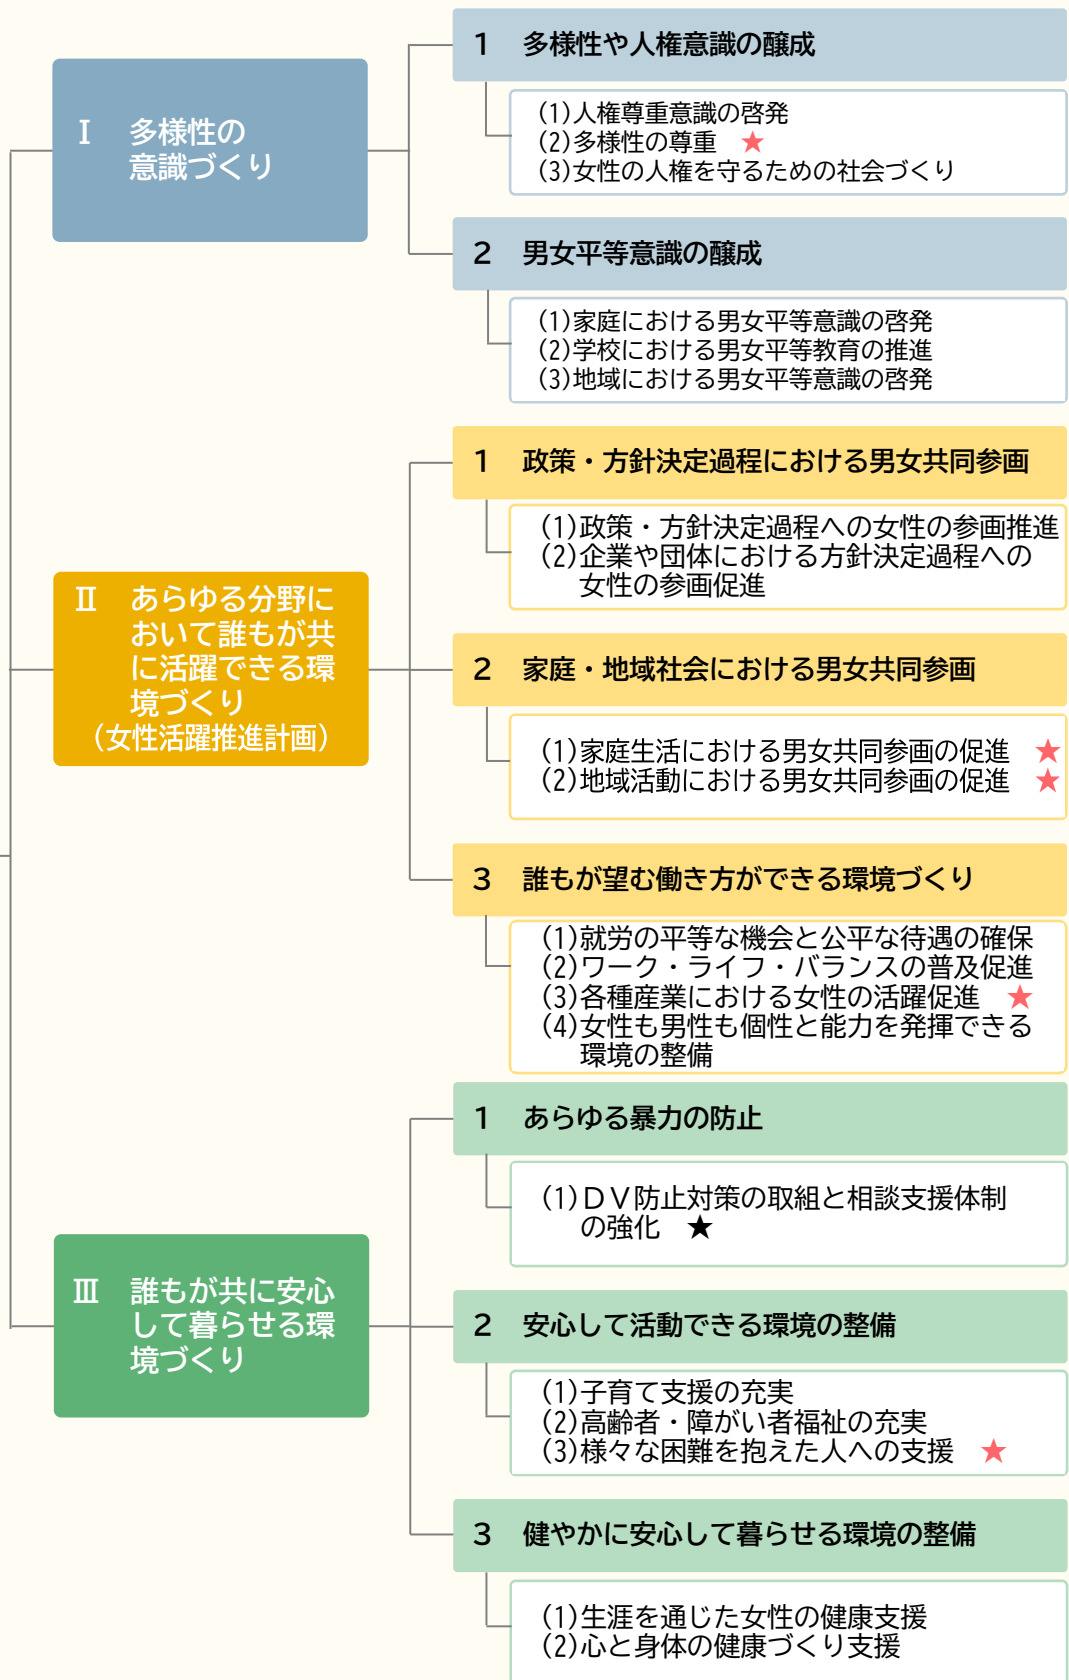 Ⅰ 多様性の
意識づくり
1 多様性や人権意識の醸成
(1)人権尊重意識の啓発
(2)多様性の尊重 ★
(3)女性の人権を守るための社会づくり
2 男女平等意識の醸成
(1)家庭における男女平等意識の啓発
(2)学校における男女平等教育の推進
(3)地域における男女平等意識の啓発
Ⅱ あらゆる分野に
おいて誰もが共
に活躍できる環
境づくり
（女性活躍推進計画）
1 政策・方針決定過程における男女共同参画
(1)政策・方針決定過程への女性の参画推進
(2)企業や団体における方針決定過程への
女性の参画促進
2 家庭・地域社会における男女共同参画
(1)家庭生活における男女共同参画の促進 ★
(2)地域活動における男女共同参画の促進 ★
3 誰もが望む働き方ができる環境づくり
(1)就労の平等な機会と公平な待遇の確保
(2)ワーク・ライフ・バランスの普及促進
(3)各種産業における女性の活躍促進 ★
(4)女性も男性も個性と能力を発揮できる
環境の整備
Ⅲ 誰もが共に安心
して暮らせる環
境づくり
1 あらゆる暴力の防止
(1)ＤＶ防止対策の取組と相談支援体制
の強化 ★
2 安心して活動できる環境の整備
(1)子育て支援の充実
(2)高齢者・障がい者福祉の充実
(3)様々な困難を抱えた人への支援 ★
3 健やかに安心して暮らせる環境の整備
(1)生涯を通じた女性の健康支援
(2)心と身体の健康づくり支援